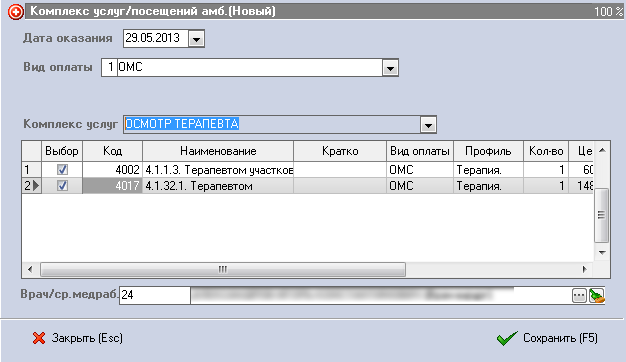 Комплекс услуг/посещений амб.(Новый) 100 %
Дата оказания 29.05.2013
Вид оплаты 1 ОМС
Комплекс услуг ОСМОТР ТЕРАПЕВТА
Выбор Код Наименование Кратко Вид оплаты Профиль Кол-во Це
1 4002 4.1.1.3. Терапевтом участков ОМС Терапия. 1 60
2 4017 4.1.32.1. Терапевтом ОМС Терапия. 1 148
Врач/ср.медраб. 24
Закрыть (Esc) Сохранить (F5)